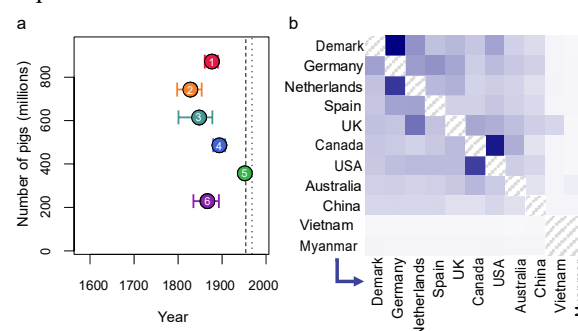 a
Number of pigs (millions)
800
600
400
200
0
1
2
3
4
5
6
1600
1700
1800
1900
2000
Year
b
Demark
Germany
Netherlands
Spain
UK
Canada
USA
Australia
China
Vietnam
Myanmar
Demark
Germany
Netherlands
Spain
UK
Canada
USA
Australia
China
Vietnam